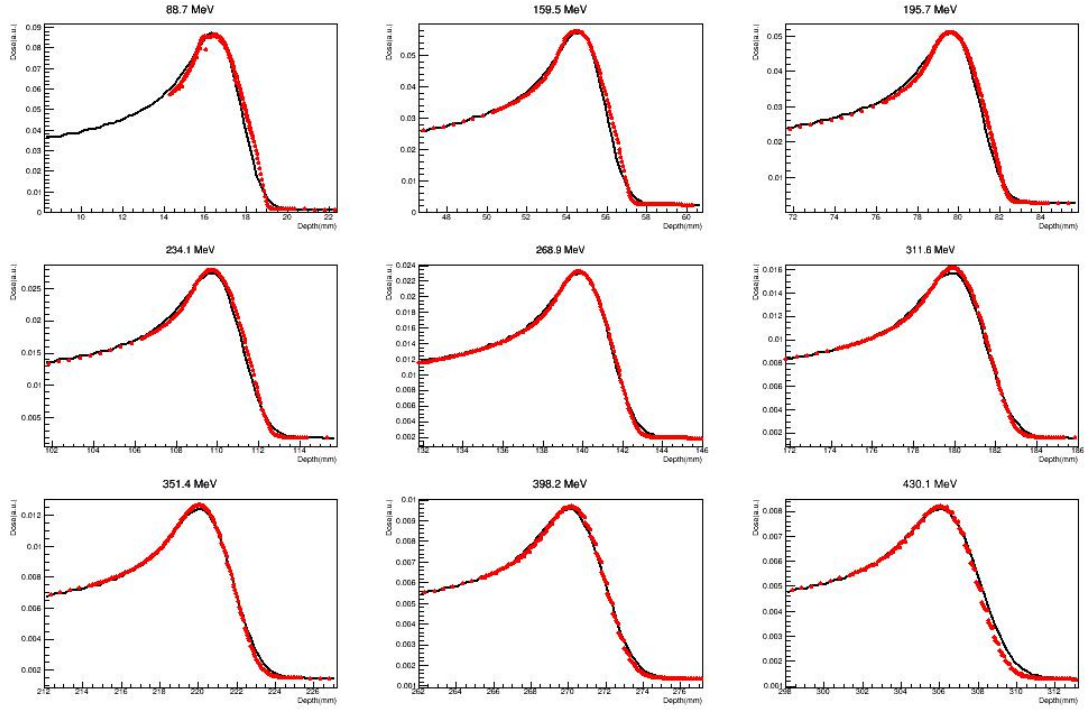 88.7 MeV
159.5 MeV
195.7 MeV
Dose(a.u.)
0.09
0.08
0.07
0.06
0.05
0.04
0.03
0.02
0.01
0
10 12 14 16 18 20 22
Depth(mm)
Dose(a.u.)
0.05
0.04
0.03
0.02
0.01
0
48 50 52 54 56 58 60
Depth(mm)
Dose(a.u.)
0.05
0.04
0.03
0.02
0.01
72 74 76 78 80 82 84
Depth(mm)
234.1 MeV
268.9 MeV
311.6 MeV
Dose(a.u.)
0.025
0.02
0.015
0.01
0.005
102 104 106 108 110 112 114
Depth(mm)
Dose(a.u.)
0.024
0.022
0.02
0.018
0.016
0.014
0.012
0.01
0.008
0.006
0.004
0.002
132 134 136 138 140 142 144 146
Depth(mm)
Dose(a.u.)
0.016
0.014
0.012
0.01
0.008
0.006
0.004
0.002
172 174 176 178 180 182 184 186
Depth(mm)
351.4 MeV
398.2 MeV
430.1 MeV
Dose(a.u.)
0.012
0.01
0.008
0.006
0.004
0.002
212 214 216 218 220 222 224 226
Depth(mm)
Dose(a.u.)
0.01
0.009
0.008
0.007
0.006
0.005
0.004
0.003
0.002
0.001
262 264 266 268 270 272 274 276
Depth(mm)
Dose(a.u.)
0.008
0.007
0.006
0.005
0.004
0.003
0.002
0.001
298 300 302 304 306 308 310 312
Depth(mm)